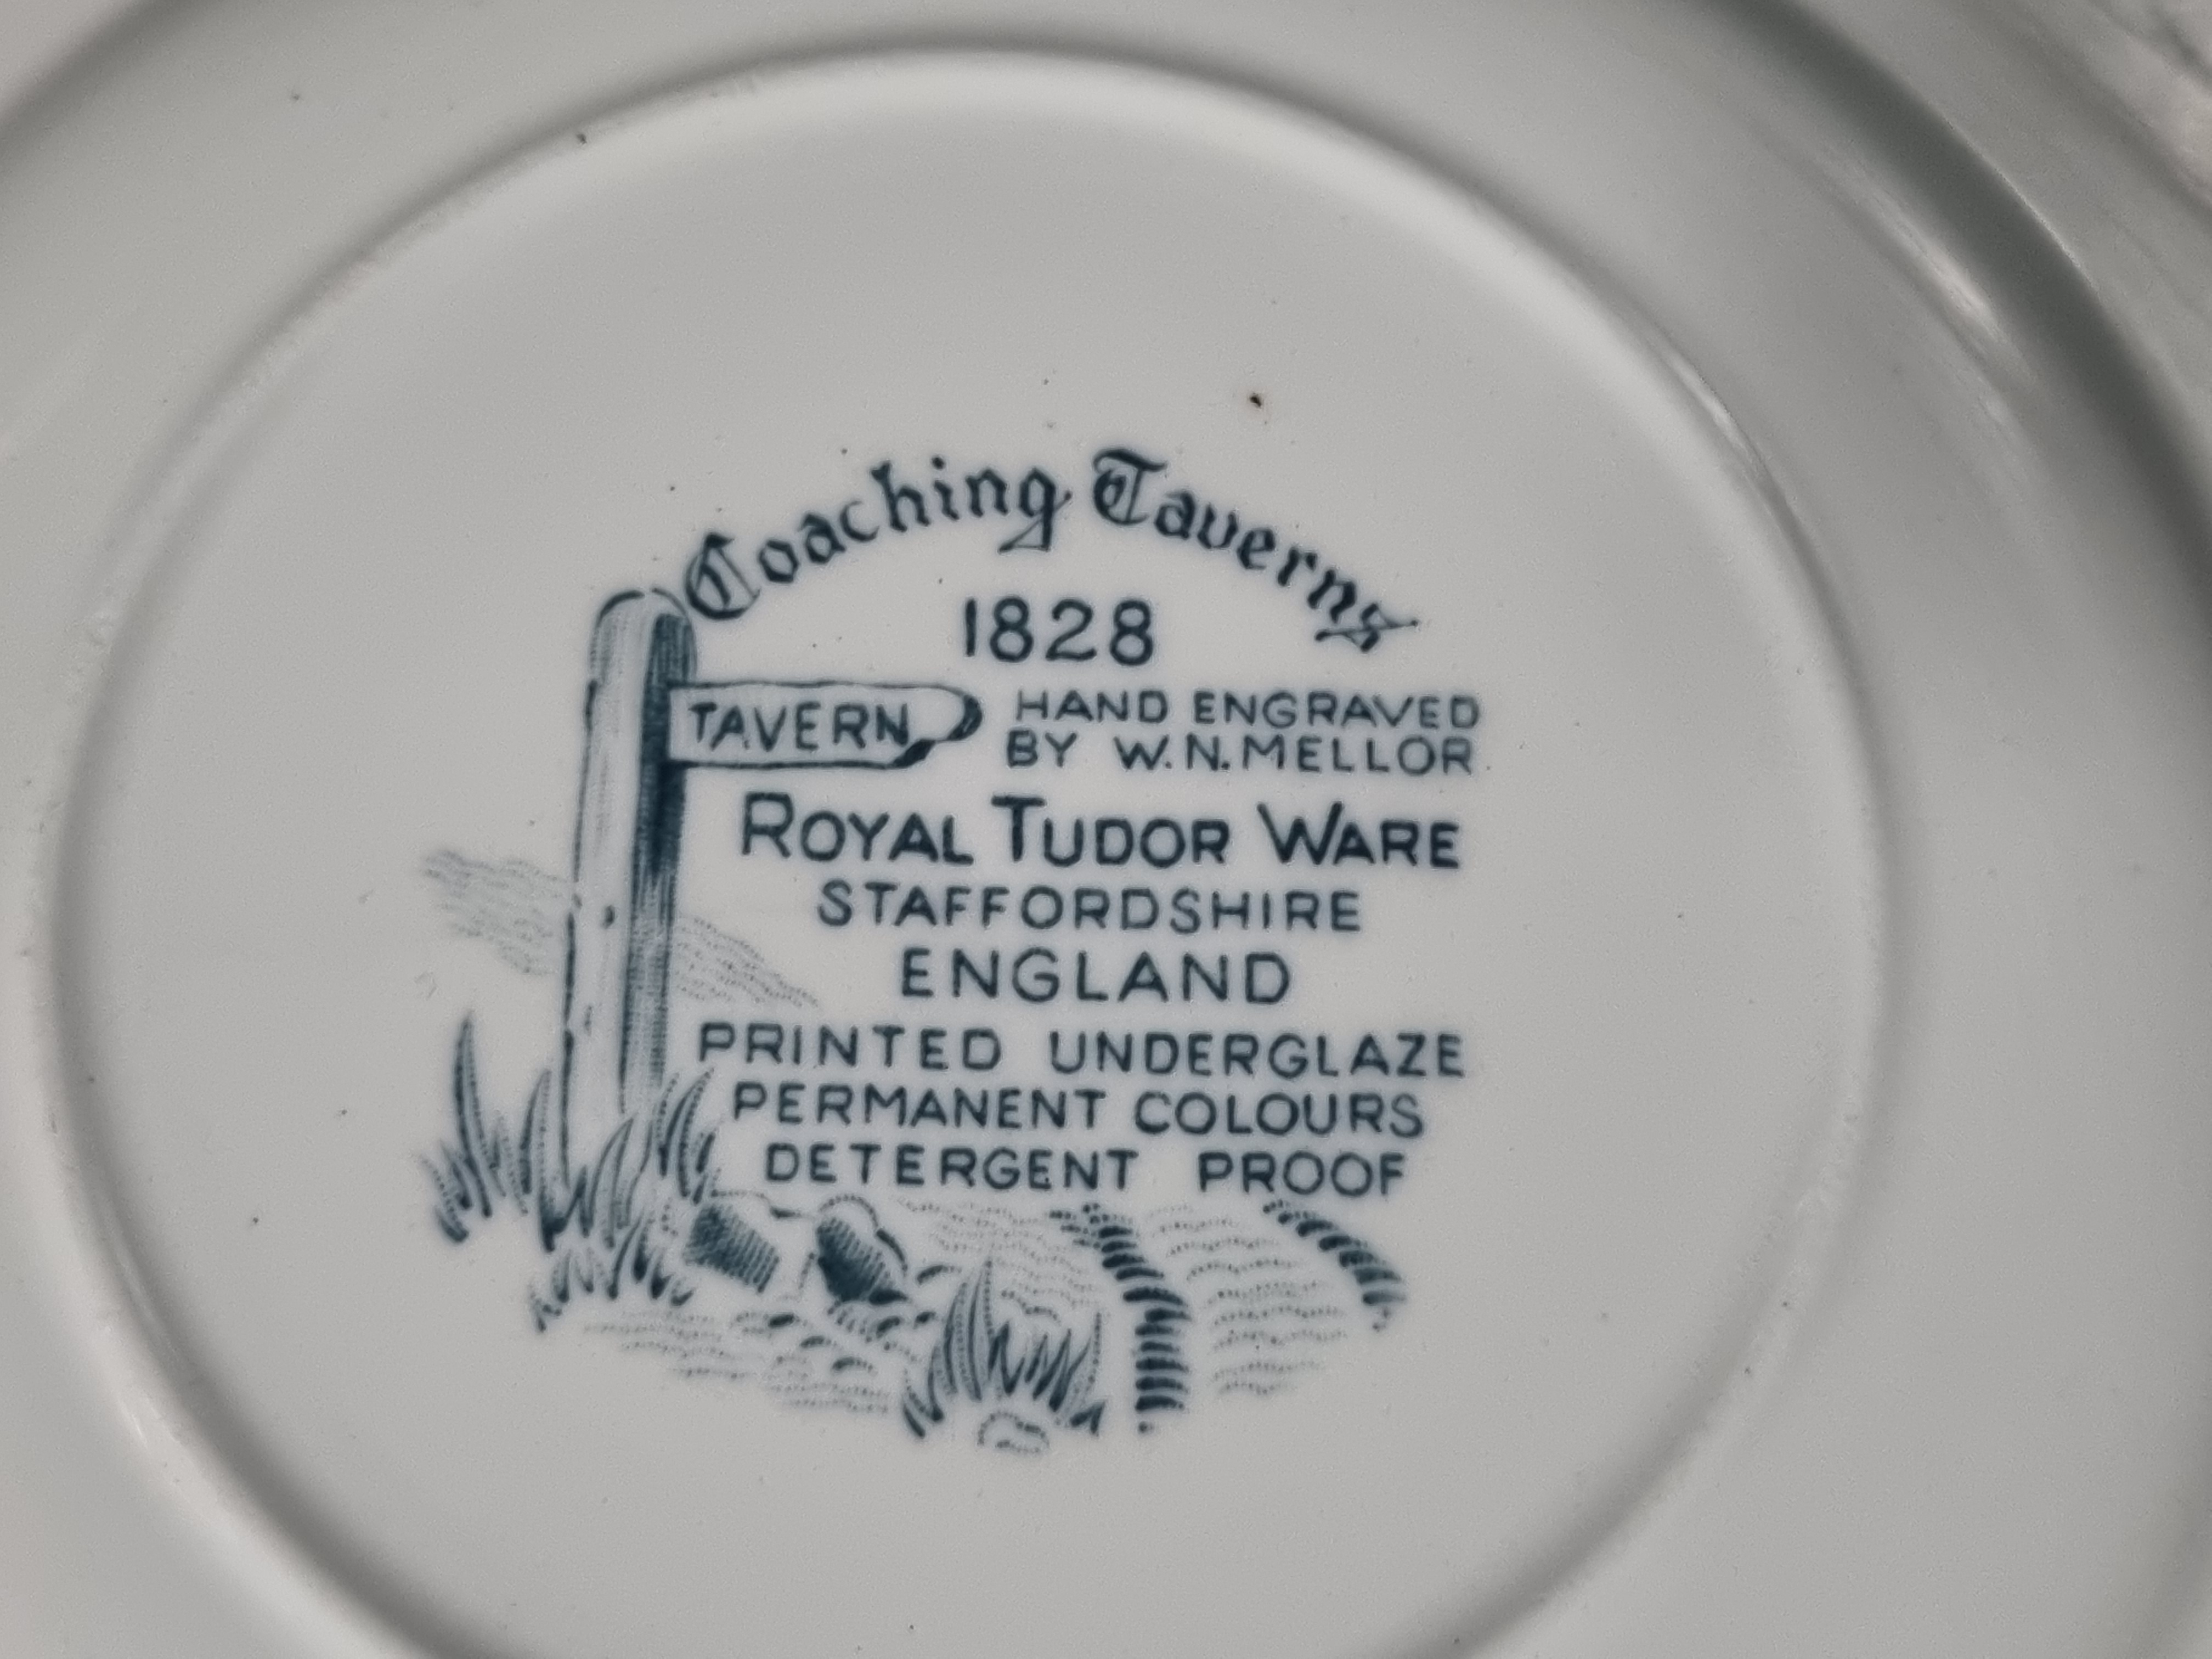 Coaching Taverns
1828
TAVERN
HAND ENGRAVED
BY W.N.MELLOR
ROYAL TUDOR WARE
STAFFORDSHIRE
ENGLAND
PRINTED UNDERGLAZE
PERMANENT COLOURS
DETERGENT PROOF